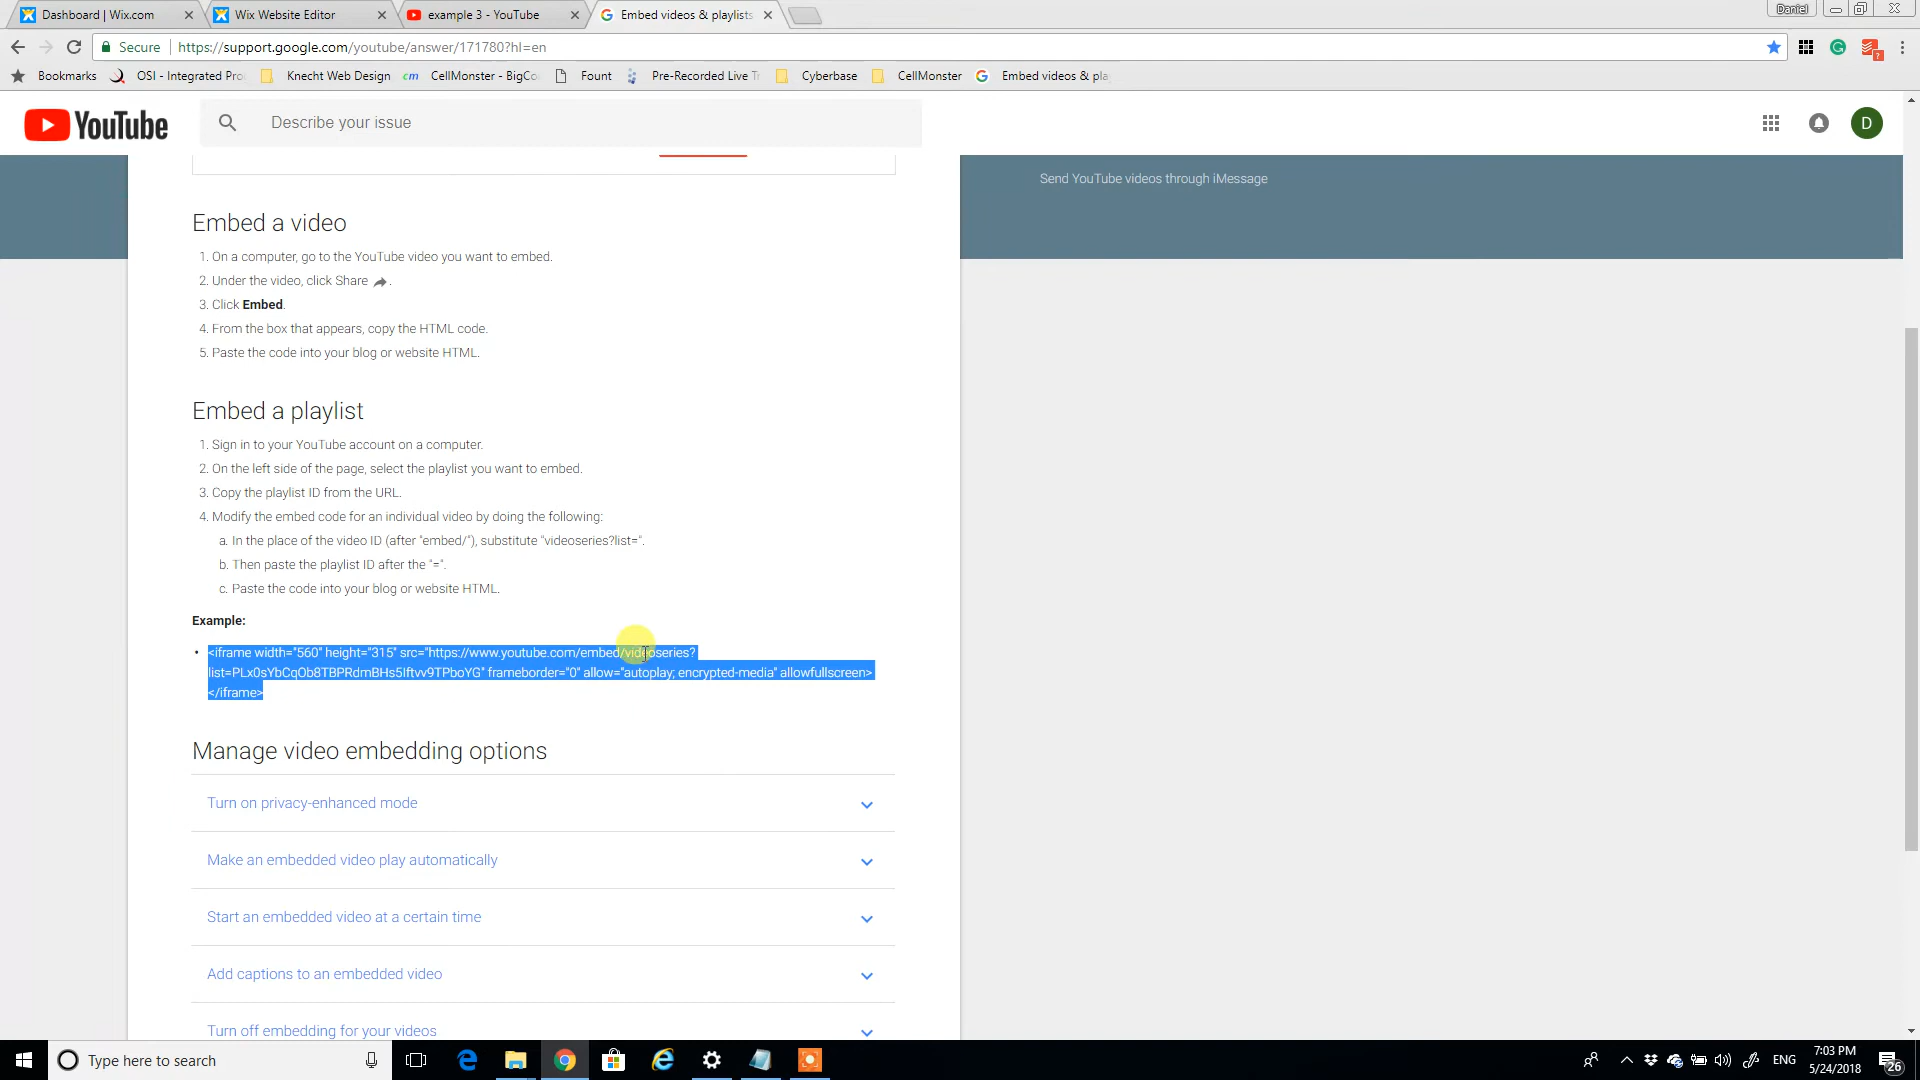 Dashboard | Wix.com
Wix Website Editor
example 3 - YouTube
Embed videos & playlists
Daniel
Secure
https://support.google.com/youtube/answer/171780?hl=en
Bookmarks
OSI - Integrated Pro
Knecht Web Design
cm
CellMonster - BigCo
Fount
Pre-Recorded Live T
Cyberbase
CellMonster
Embed videos & pla
YouTube
Describe your issue
D
Send YouTube videos through iMessage
Embed a video
1. On a computer, go to the YouTube video you want to embed.
2. Under the video, click Share .
3. Click Embed.
4. From the box that appears, copy the HTML code.
5. Paste the code into your blog or website HTML.
Embed a playlist
1. Sign in to your YouTube account on a computer.
2. On the left side of the page, select the playlist you want to embed.
3. Copy the playlist ID from the URL.
4. Modify the embed code for an individual video by doing the following:
a. In the place of the video ID (after "embed/"), substitute "videoseries?list=".
b. Then paste the playlist ID after the "=".
c. Paste the code into your blog or website HTML.
Example:
• <iframe width="560" height="315" src="https://www.youtube.com/embed/videoseries?
list=PLx0sYbCqOb8TBPRdmBHs5Iftvv9TPboYG" frameborder="0" allow="autoplay; encrypted-media" allowfullscreen>
</iframe>
Manage video embedding options
Turn on privacy-enhanced mode
Make an embedded video play automatically
Start an embedded video at a certain time
Add captions to an embedded video
Turn off embedding for your videos
Type here to search
ENG
7:03 PM
5/24/2018
26